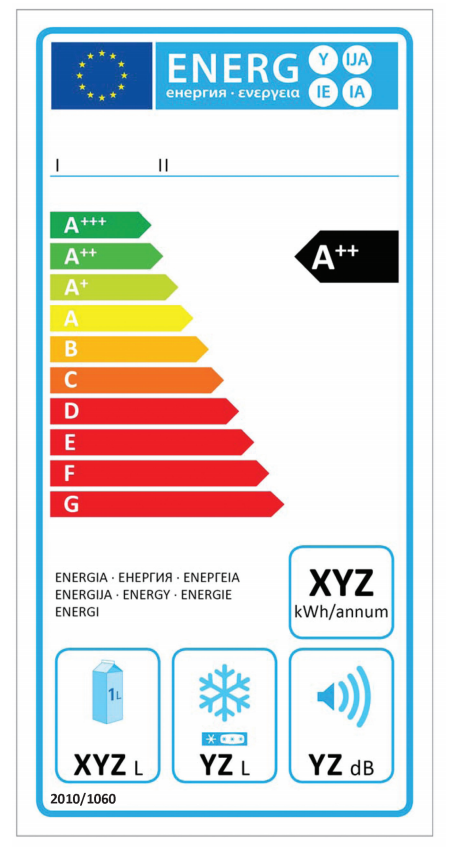 ENERG Y IJA
енергия · ενεργεια IE IA
I II
A+++
A++
A++
A+
A
B
C
D
E
F
G
XYZ
kWh/annum
ENERGIA · ЕНЕРГИЯ · ΕΝΕΡΓΕΙΑ
ENERGIJA · ENERGY · ENERGIE
ENERGI
1L
XYZ L
YZ L
YZ dB
2010/1060